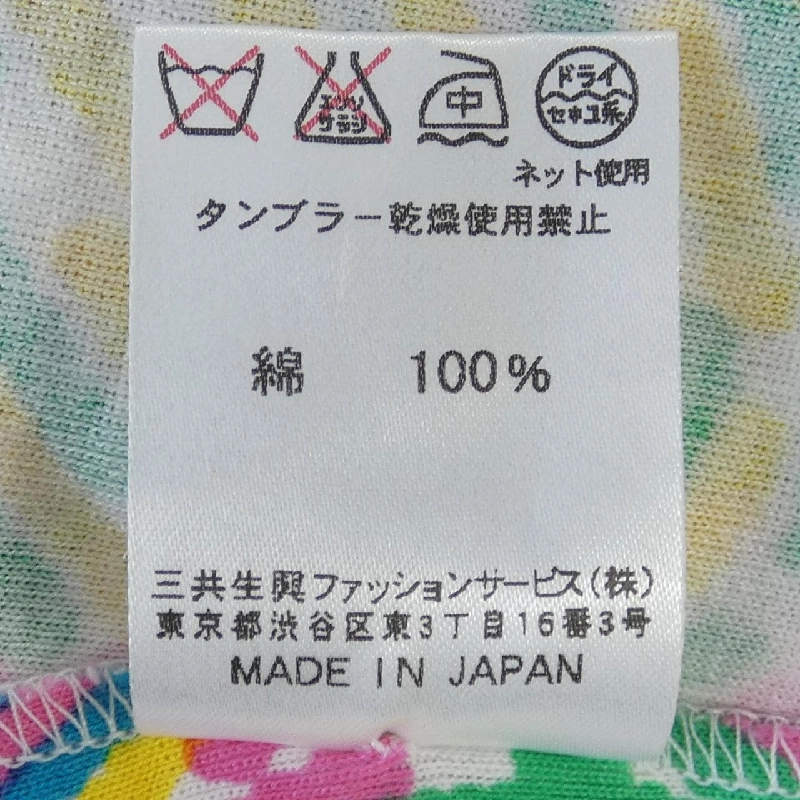 エンソ
サラシ
中
ドライ
セキユ系
ネット使用
タンブラー乾燥使用禁止
綿 100%
三共生興ファッションサービス(株)
東京都渋谷区東3丁目16番3号
MADE IN JAPAN